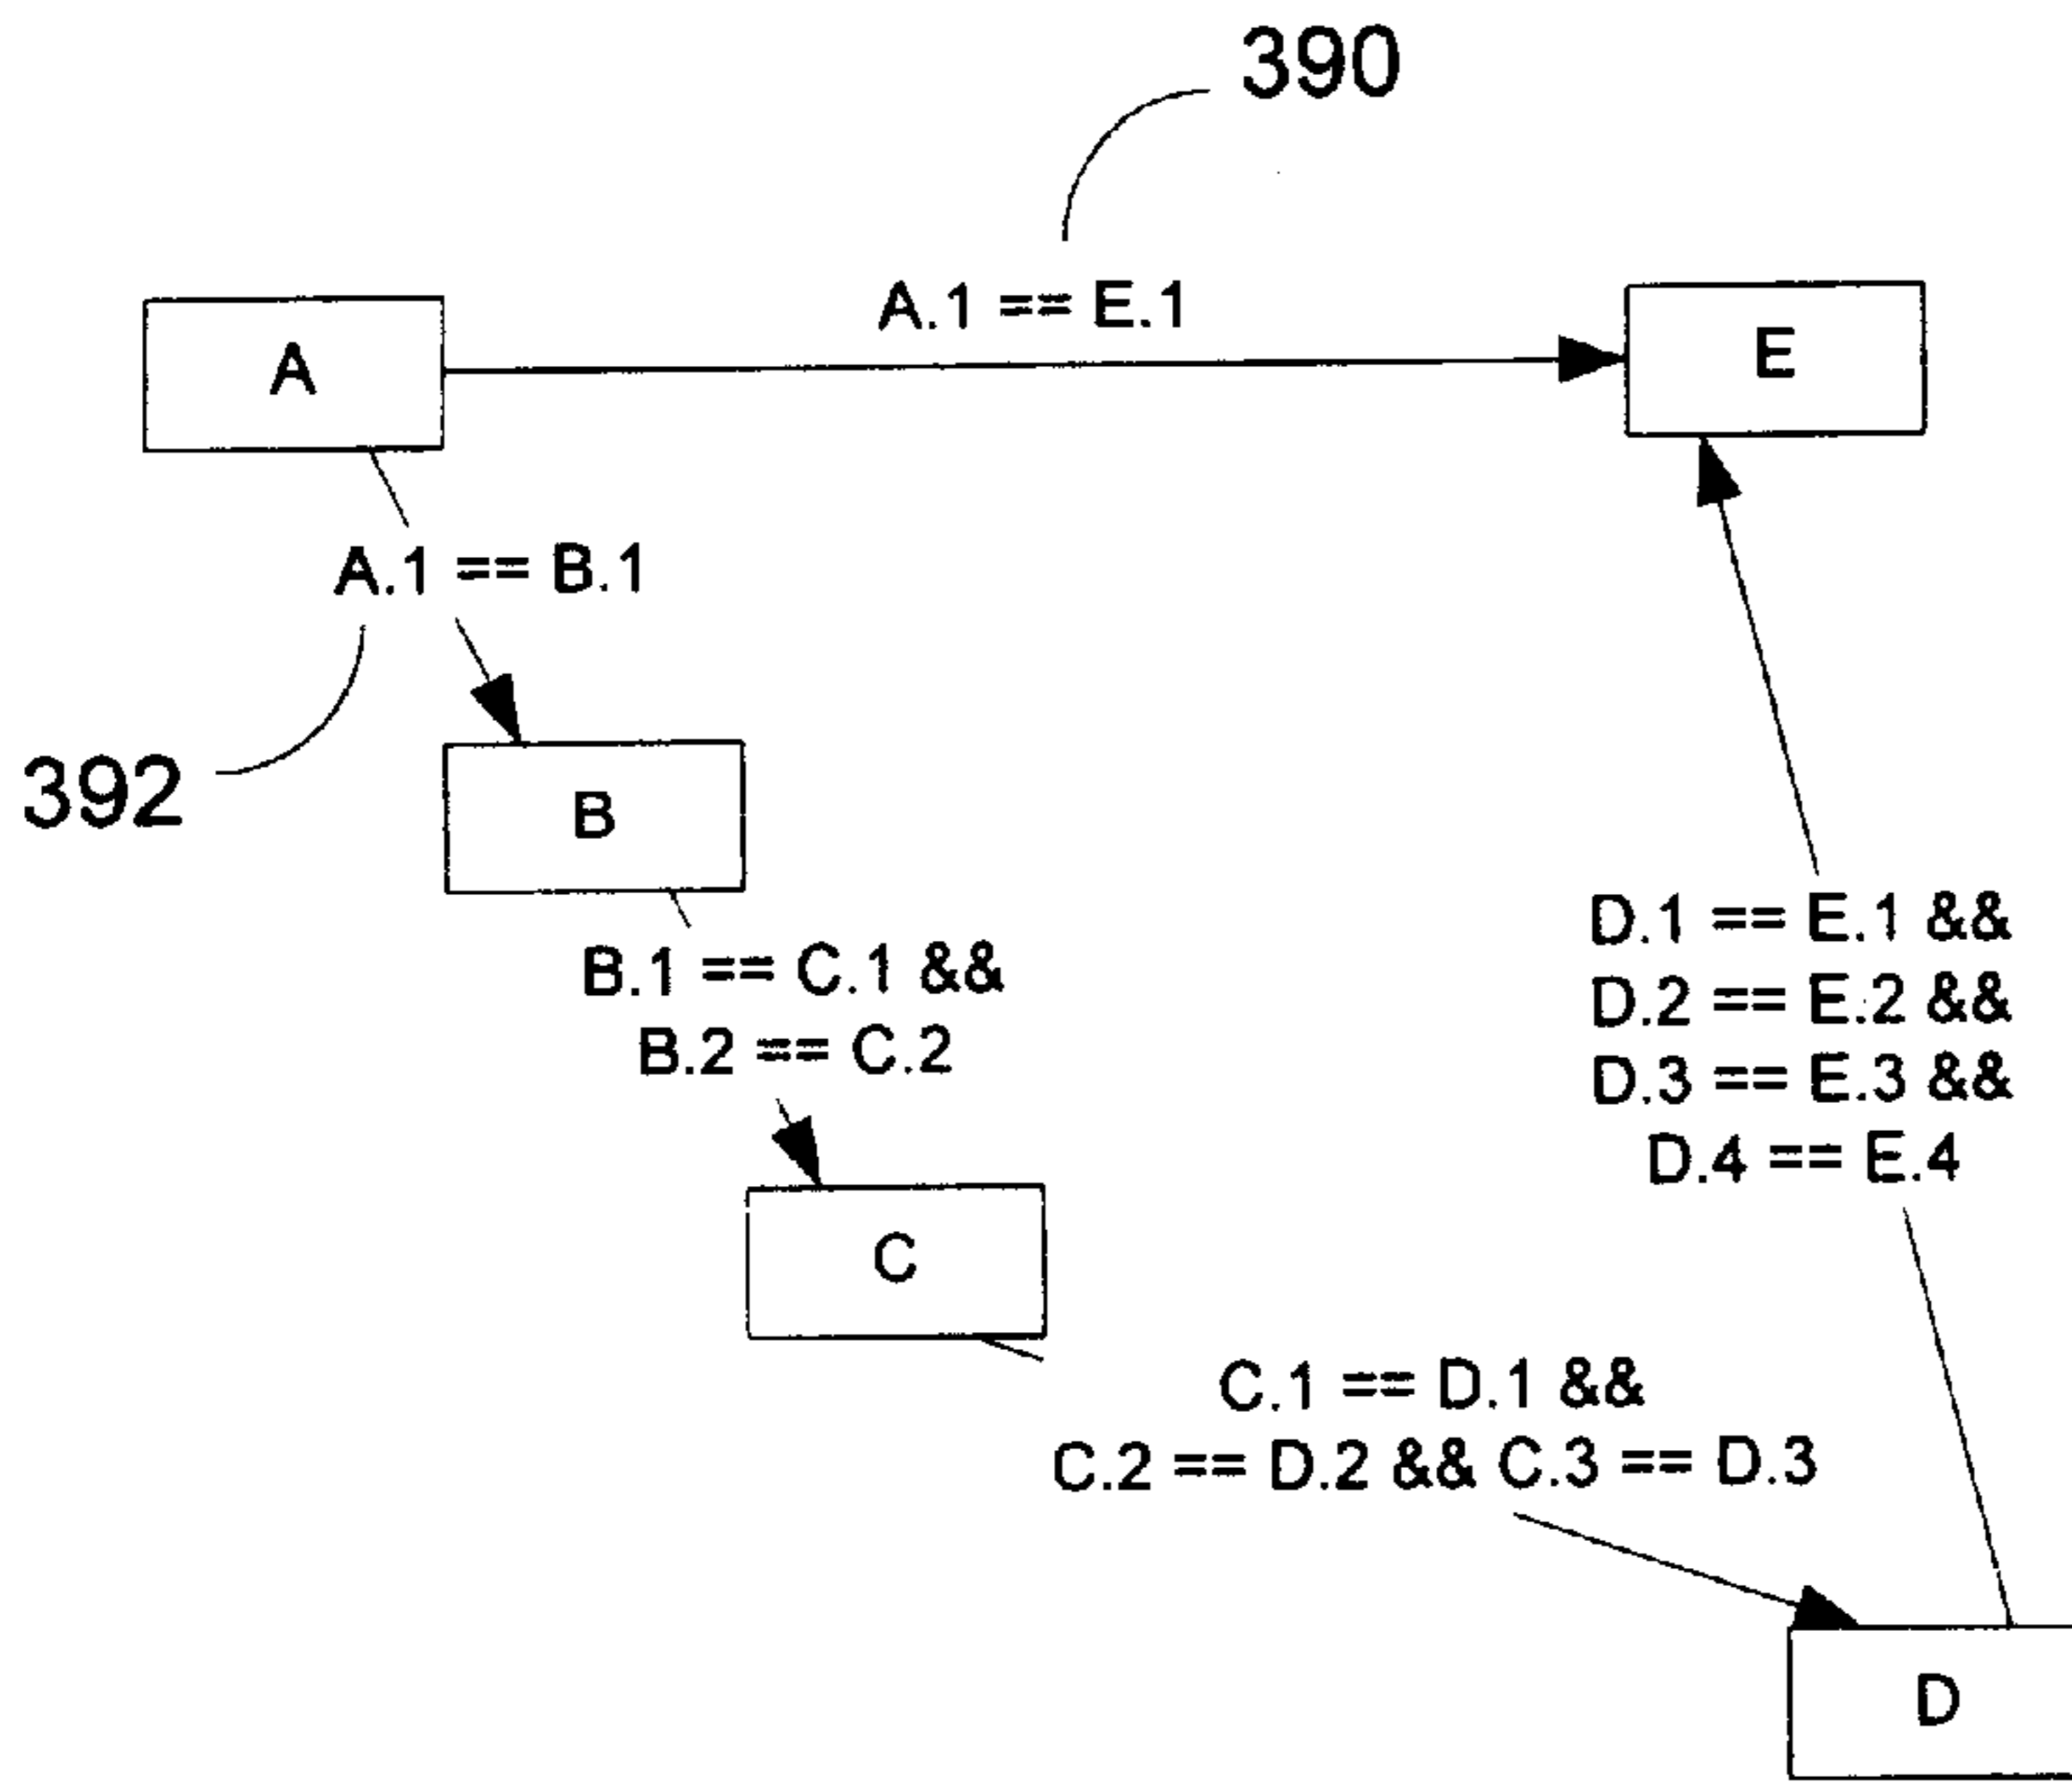 390
A.1 == E.1
A
E
A.1 == B.1
392
B
B.1 == C.1 &&
B.2 == C.2
D.1 == E.1 &&
D.2 == E.2 &&
D.3 == E.3 &&
D.4 == E.4
C
C.1 == D.1 &&
C.2 == D.2 && C.3 == D.3
D